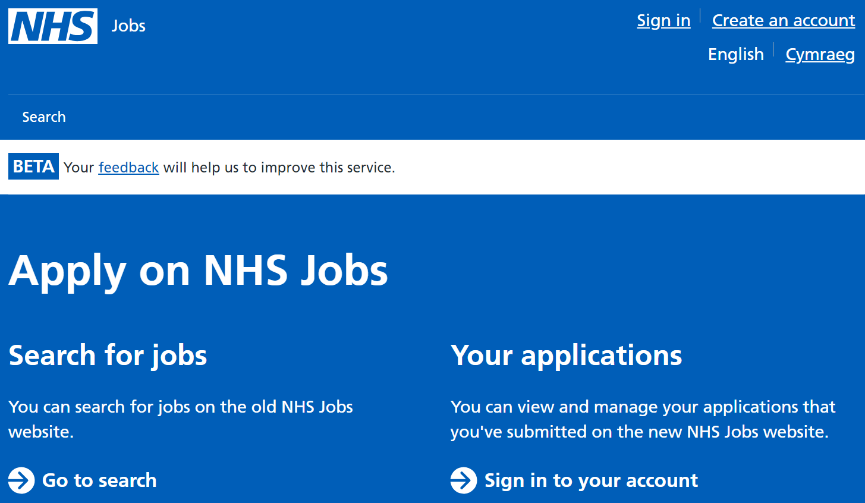 NHS Jobs
Sign in Create an account
English Cymraeg
Search
BETA Your feedback will help us to improve this service.
Apply on NHS Jobs
Search for jobs
You can search for jobs on the old NHS Jobs
website.
Go to search
Your applications
You can view and manage your applications that
you've submitted on the new NHS Jobs website.
Sign in to your account